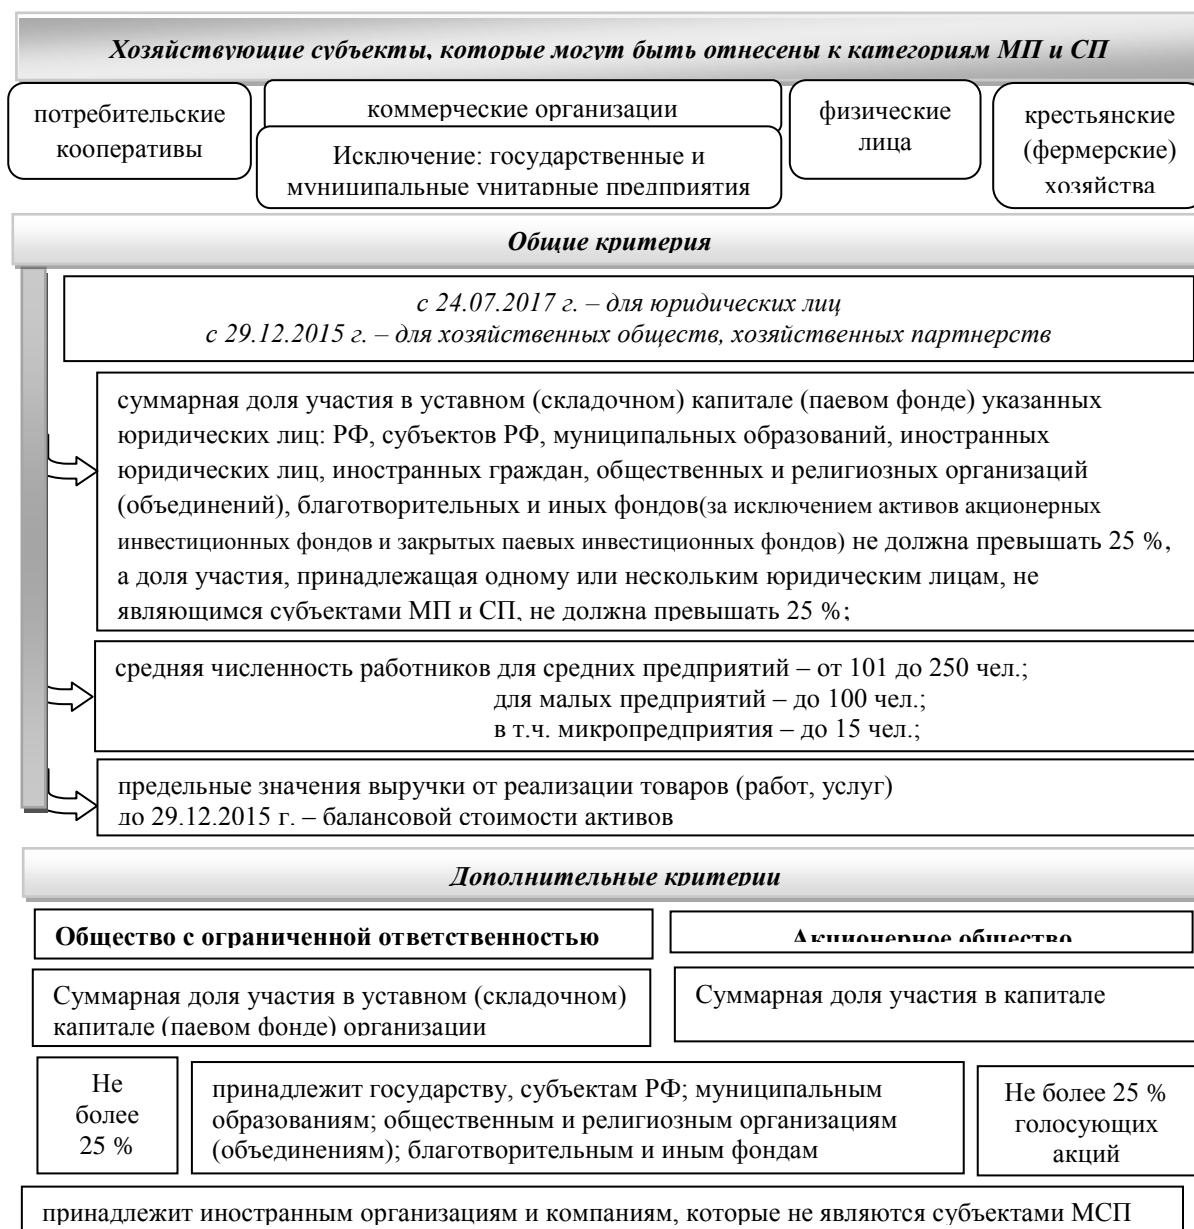 Хозяйствующие субъекты, которые могут быть отнесены к категориям МП и СП
потребительские
кооперативы
коммерческие организации
Исключение: государственные и
муниципальные унитарные предприятия
физические
лица
крестьянские
(фермерские)
хозяйства
Общие критерия
с 24.07.2017 г. – для юридических лиц
с 29.12.2015 г. – для хозяйственных обществ, хозяйственных партнерств
суммарная доля участия в уставном (складочном) капитале (паевом фонде) указанных
юридических лиц: РФ, субъектов РФ, муниципальных образований, иностранных
юридических лиц, иностранных граждан, общественных и религиозных организаций
(объединений), благотворительных и иных фондов(за исключением активов акционерных
инвестиционных фондов и закрытых паевых инвестиционных фондов) не должна превышать 25 %,
а доля участия, принадлежащая одному или нескольким юридическим лицам, не
являющимся субъектами МП и СП, не должна превышать 25 %;
средняя численность работников для средних предприятий – от 101 до 250 чел.;
для малых предприятий – до 100 чел.;
в т.ч. микропредприятия – до 15 чел.;
предельные значения выручки от реализации товаров (работ, услуг)
до 29.12.2015 г. – балансовой стоимости активов
Дополнительные критерии
Общество с ограниченной ответственностью
Акционерное общество
Суммарная доля участия в уставном (складочном)
капитале (паевом фонде) организации
Суммарная доля участия в капитале
Не
более
25 %
принадлежит государству, субъектам РФ; муниципальным
образованиям; общественным и религиозным организациям
(объединениям); благотворительным и иным фондам
Не более 25 %
голосующих
акций
принадлежит иностранным организациям и компаниям, которые не являются субъектами МСП